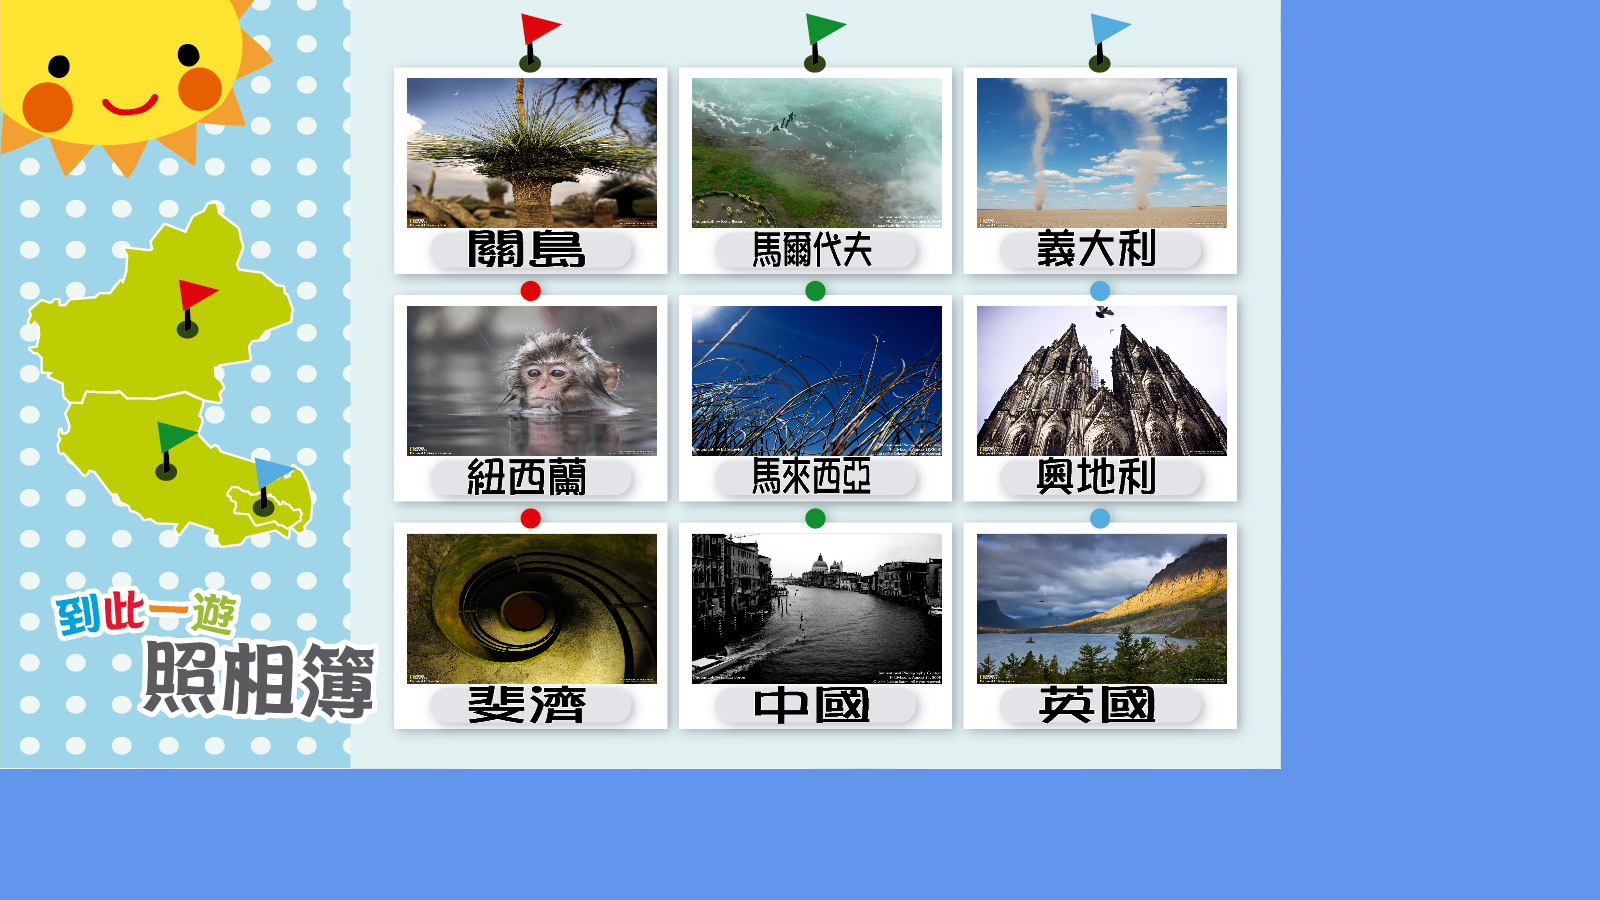 關島
馬爾代夫
義大利
紐西蘭
馬來西亞
奧地利
斐濟
中國
英國
到此一遊
照相簿